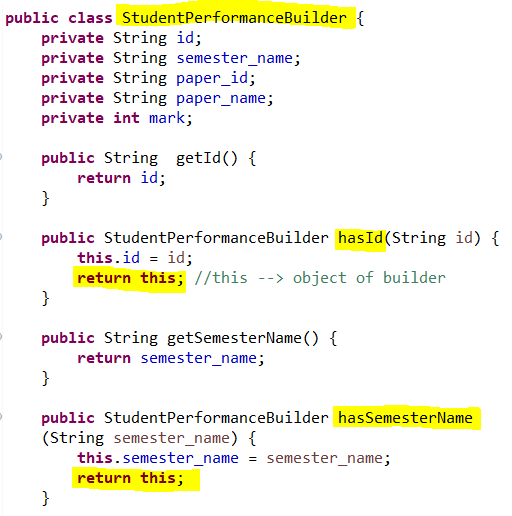 public class StudentPerformanceBuilder {
private String id;
private String semester_name;
private String paper_id;
private String paper_name;
private int mark;
public String  getId() {
return id;
}
public StudentPerformanceBuilder hasId(String id) {
this.id = id;
return this; //this --> object of builder
}
public String getSemesterName() {
return semester_name;
}
public StudentPerformanceBuilder hasSemesterName
(String semester_name) {
this.semester_name = semester_name;
return this;
}